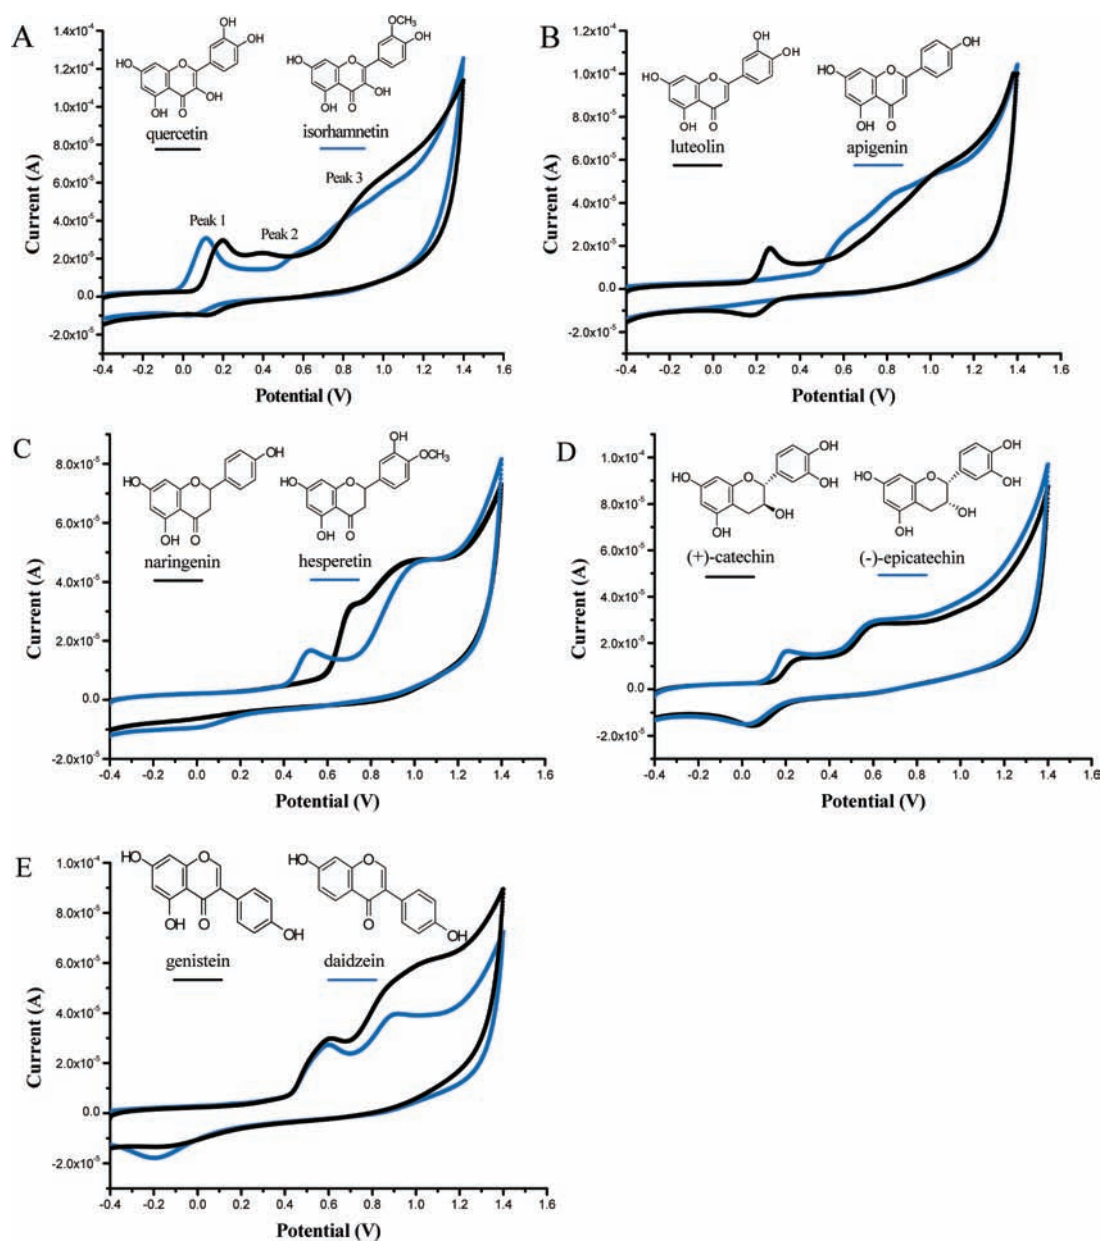 A
quercetin
isorhamnetin
Peak 1
Peak 2
Peak 3
OH
OH
HO
O
OH
OH
O
OCH₃
OH
HO
O
OH
OH
O
1.4x10⁻⁴
1.2x10⁻⁴
1.0x10⁻⁴
8.0x10⁻⁵
6.0x10⁻⁵
4.0x10⁻⁵
2.0x10⁻⁵
0.0
-2.0x10⁻⁵
Current (A)
-0.4 -0.2 0.0 0.2 0.4 0.6 0.8 1.0 1.2 1.4 1.6
Potential (V)
B
OH
OH
HO
O
OH
O
luteolin
OH
HO
O
OH
O
apigenin
1.2x10⁻⁴
1.0x10⁻⁴
8.0x10⁻⁵
6.0x10⁻⁵
4.0x10⁻⁵
2.0x10⁻⁵
0.0
-2.0x10⁻⁵
Current (A)
-0.4 -0.2 0.0 0.2 0.4 0.6 0.8 1.0 1.2 1.4 1.6
Potential (V)
C
OH
HO
O
OH
O
naringenin
OH
OCH₃
HO
O
OH
O
hesperetin
8.0x10⁻⁵
6.0x10⁻⁵
4.0x10⁻⁵
2.0x10⁻⁵
0.0
-2.0x10⁻⁵
Current (A)
-0.4 -0.2 0.0 0.2 0.4 0.6 0.8 1.0 1.2 1.4 1.6
Potential (V)
D
OH
OH
HO
O
OH
OH
(+)-catechin
OH
OH
HO
O
OH
OH
(-)-epicatechin
1.0x10⁻⁴
8.0x10⁻⁵
6.0x10⁻⁵
4.0x10⁻⁵
2.0x10⁻⁵
0.0
-2.0x10⁻⁵
Current (A)
-0.4 -0.2 0.0 0.2 0.4 0.6 0.8 1.0 1.2 1.4 1.6
Potential (V)
E
HO
O
OH
O
OH
genistein
HO
O
O
OH
daidzein
1.0x10⁻⁴
8.0x10⁻⁵
6.0x10⁻⁵
4.0x10⁻⁵
2.0x10⁻⁵
0.0
-2.0x10⁻⁵
Current (A)
-0.4 -0.2 0.0 0.2 0.4 0.6 0.8 1.0 1.2 1.4 1.6
Potential (V)